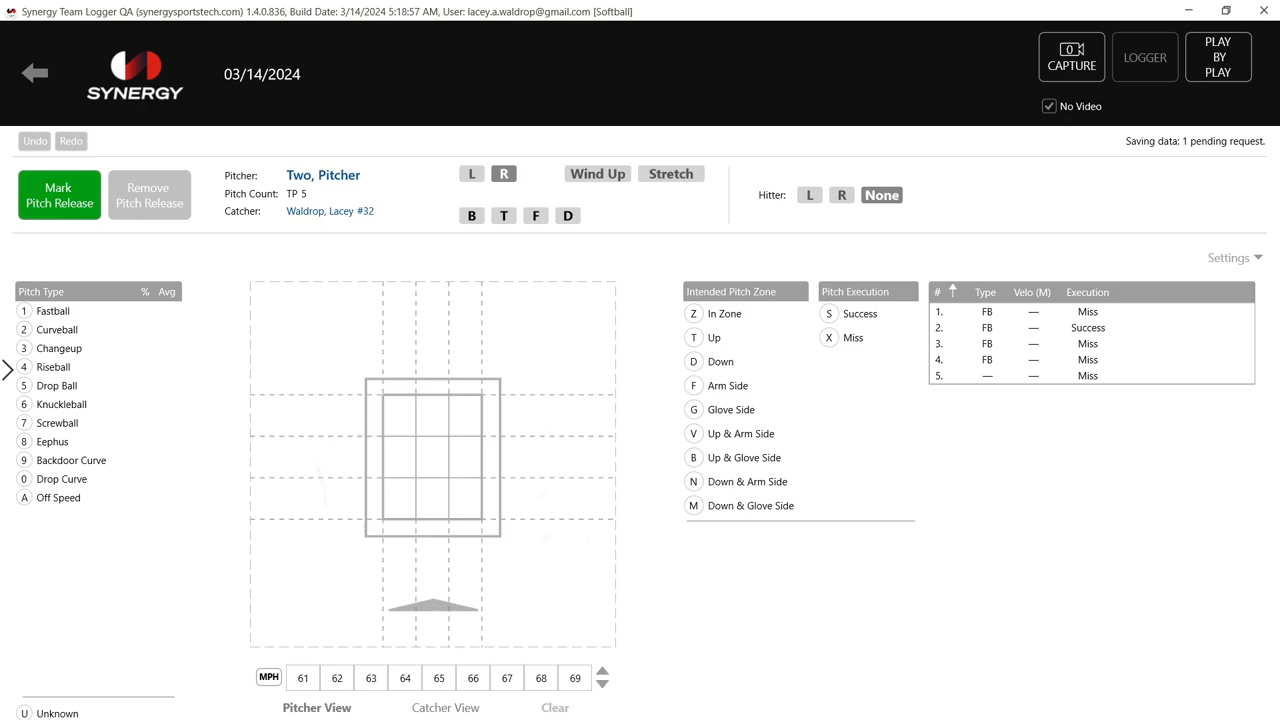 Synergy Team Logger QA (synergysportstech.com) 1.4.0.836, Build Date: 3/14/2024 5:18:57 AM, User: lacey.a.waldrop@gmail.com [Softball]
SYNERGY
03/14/2024
0
CAPTURE
LOGGER
PLAY
BY
PLAY
No Video
Undo Redo
Saving data: 1 pending request.
Mark
Pitch Release
Remove
Pitch Release
Pitcher: Two, Pitcher
Pitch Count: TP 5
Catcher: Waldrop, Lacey #32
L R Wind Up Stretch
B T F D
Hitter: L R None
Settings
Pitch Type % Avg
1 Fastball
2 Curveball
3 Changeup
4 Riseball
5 Drop Ball
6 Knuckleball
7 Screwball
8 Eephus
9 Backdoor Curve
0 Drop Curve
A Off Speed
U Unknown
MPH 61 62 63 64 65 66 67 68 69
Pitcher View Catcher View Clear
Intended Pitch Zone
Z In Zone
T Up
D Down
F Arm Side
G Glove Side
V Up & Arm Side
B Up & Glove Side
N Down & Arm Side
M Down & Glove Side
Pitch Execution
S Success
X Miss
# Type Velo (M) Execution
1. FB — Miss
2. FB — Success
3. FB — Miss
4. FB — Miss
5. — — Miss